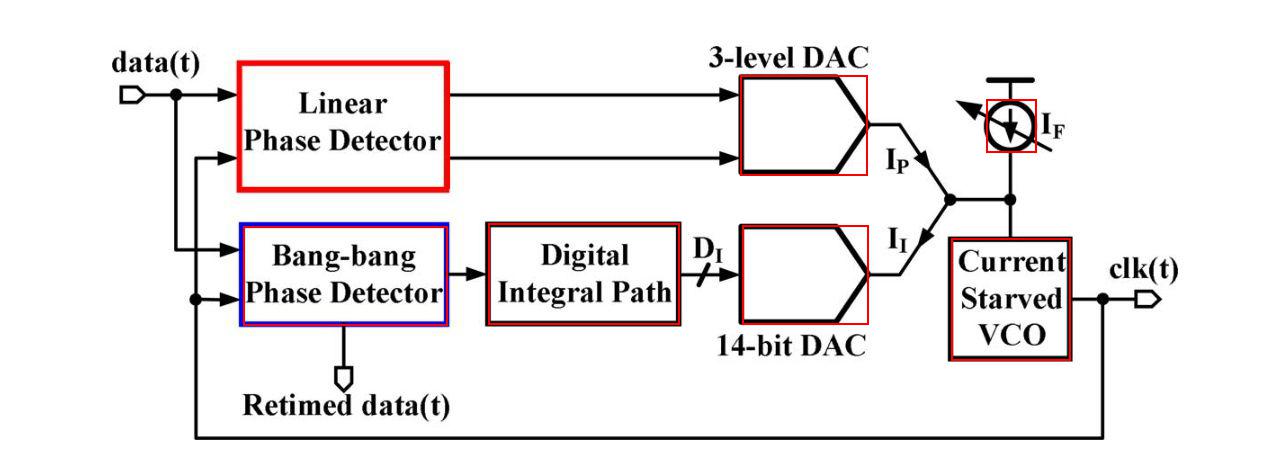 data(t)
3-level DAC
Linear
Phase Detector
I_F
I_P
Bang-bang
Phase Detector
Digital
Integral Path
D_I
I_I
Current
Starved
VCO
clk(t)
14-bit DAC
Retimed data(t)